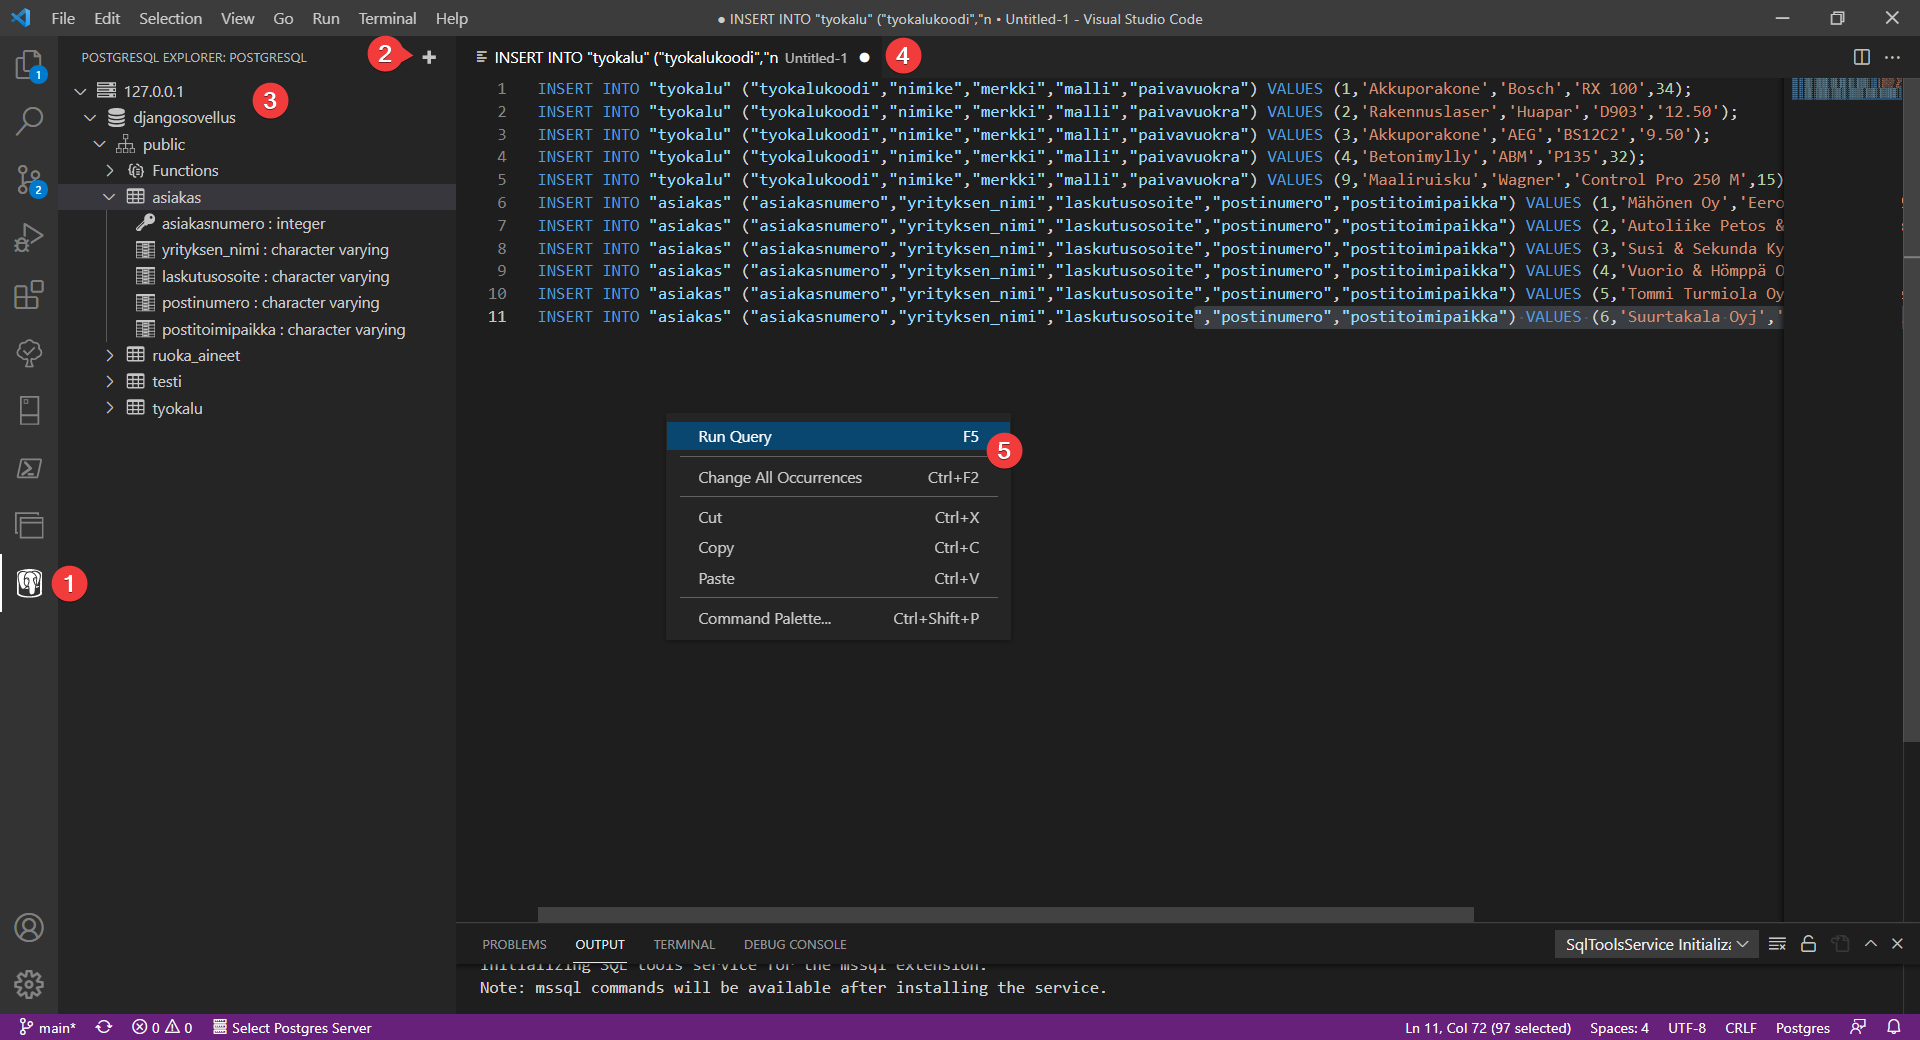 File Edit Selection View Go Run Terminal Help
● INSERT INTO "tyokalu" ("tyokalukoodi","n • Untitled-1 - Visual Studio Code
POSTGRESQL EXPLORER: POSTGRESQL
2
INSERT INTO "tyokalu" ("tyokalukoodi","n Untitled-1 ●
4
127.0.0.1
3
djangosovellus
public
Functions
asiakas
asiakasnumero : integer
yrityksen_nimi : character varying
laskutusosoite : character varying
postinumero : character varying
postitoimipaikka : character varying
ruoka_aineet
testi
tyokalu
1
2
1
1 INSERT INTO "tyokalu" ("tyokalukoodi","nimike","merkki","malli","paivavuokra") VALUES (1,'Akkuporakone','Bosch','RX 100',34);
2 INSERT INTO "tyokalu" ("tyokalukoodi","nimike","merkki","malli","paivavuokra") VALUES (2,'Rakennuslaser','Huapar','D903','12.50');
3 INSERT INTO "tyokalu" ("tyokalukoodi","nimike","merkki","malli","paivavuokra") VALUES (3,'Akkuporakone','AEG','BS12C2','9.50');
4 INSERT INTO "tyokalu" ("tyokalukoodi","nimike","merkki","malli","paivavuokra") VALUES (4,'Betonimylly','ABM','P135',32);
5 INSERT INTO "tyokalu" ("tyokalukoodi","nimike","merkki","malli","paivavuokra") VALUES (9,'Maaliruisku','Wagner','Control Pro 250 M',15)
6 INSERT INTO "asiakas" ("asiakasnumero","yrityksen_nimi","laskutusosoite","postinumero","postitoimipaikka") VALUES (1,'Mähönen Oy','Eero
7 INSERT INTO "asiakas" ("asiakasnumero","yrityksen_nimi","laskutusosoite","postinumero","postitoimipaikka") VALUES (2,'Autoliike Petos &
8 INSERT INTO "asiakas" ("asiakasnumero","yrityksen_nimi","laskutusosoite","postinumero","postitoimipaikka") VALUES (3,'Susi & Sekunda Ky
9 INSERT INTO "asiakas" ("asiakasnumero","yrityksen_nimi","laskutusosoite","postinumero","postitoimipaikka") VALUES (4,'Vuorio & Hömppä O
10 INSERT INTO "asiakas" ("asiakasnumero","yrityksen_nimi","laskutusosoite","postinumero","postitoimipaikka") VALUES (5,'Tommi Turmiola Oy
11 INSERT INTO "asiakas" ("asiakasnumero","yrityksen_nimi","laskutusosoite","postinumero","postitoimipaikka") VALUES (6,'Suurtakala Oyj','
Run Query F5
5
Change All Occurrences Ctrl+F2
Cut Ctrl+X
Copy Ctrl+C
Paste Ctrl+V
Command Palette... Ctrl+Shift+P
PROBLEMS OUTPUT TERMINAL DEBUG CONSOLE
SqlToolsService Initializa
Initializing SQL tools service for the mssql extension.
Note: mssql commands will be available after installing the service.
main* 0 0 Select Postgres Server
Ln 11, Col 72 (97 selected) Spaces: 4 UTF-8 CRLF Postgres